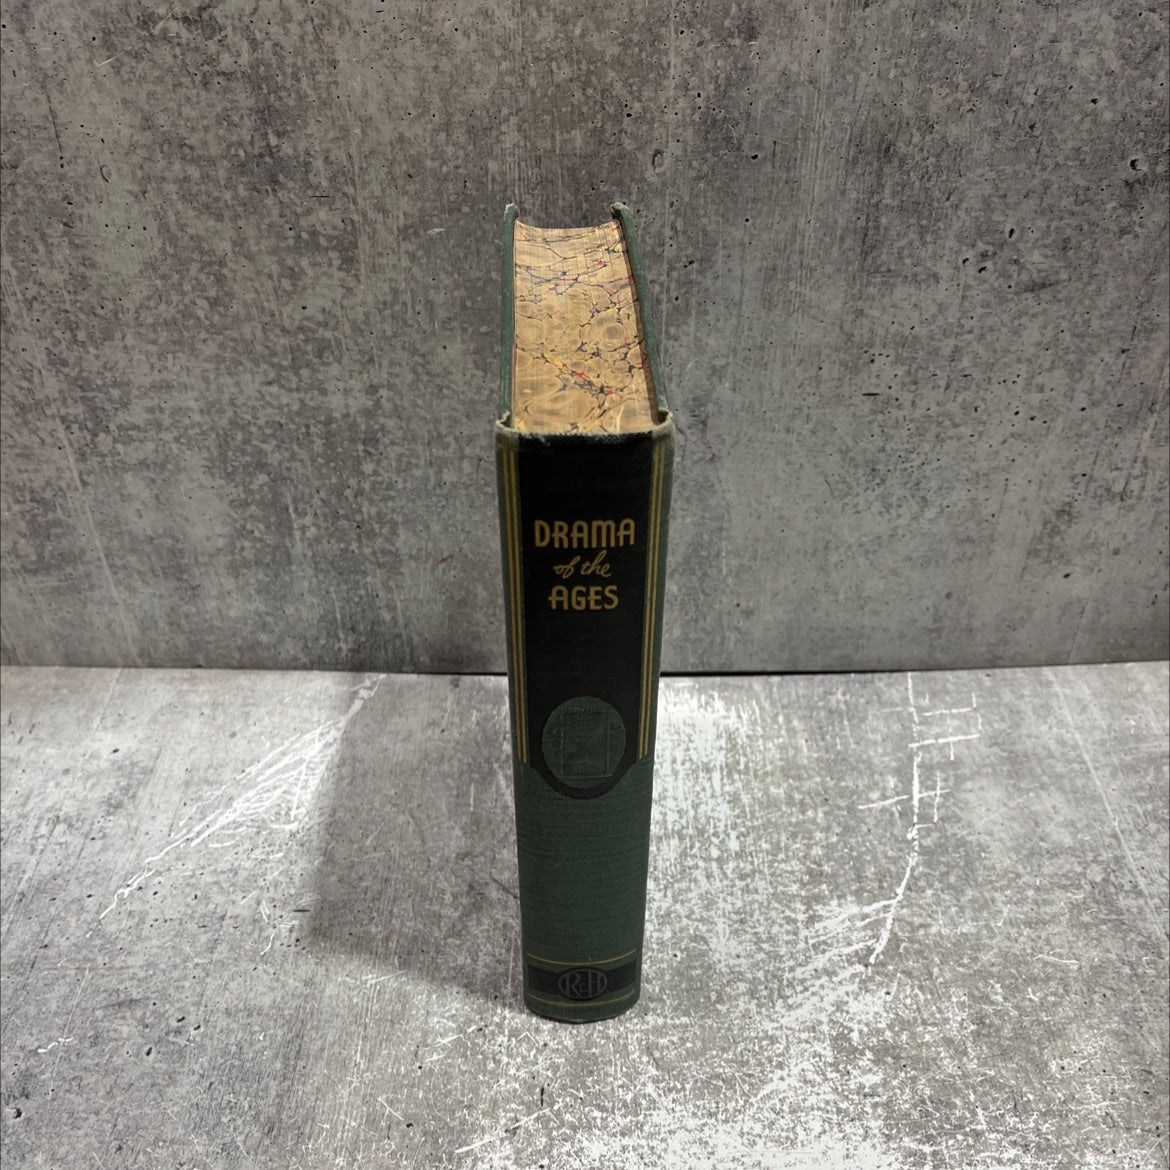 DRAMA
of the
AGES
R&H